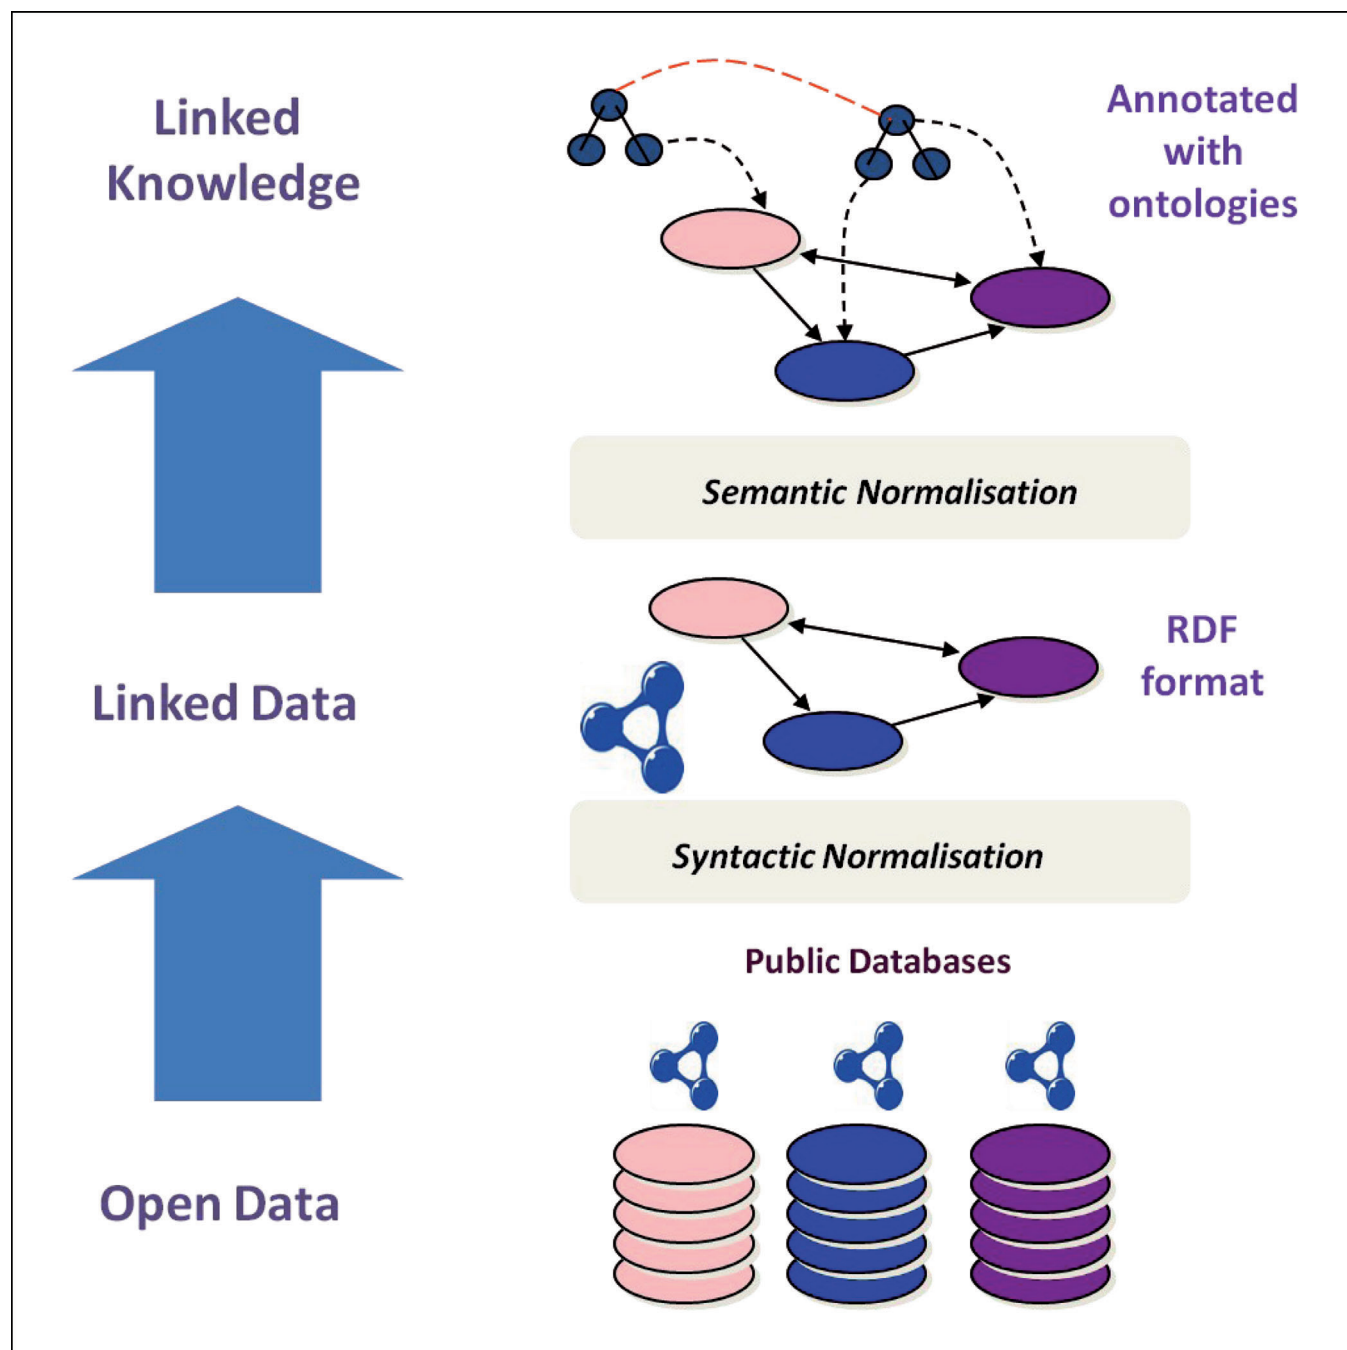 Linked
Knowledge
Annotated
with
ontologies
Semantic Normalisation
Linked Data
RDF
format
Syntactic Normalisation
Public Databases
Open Data